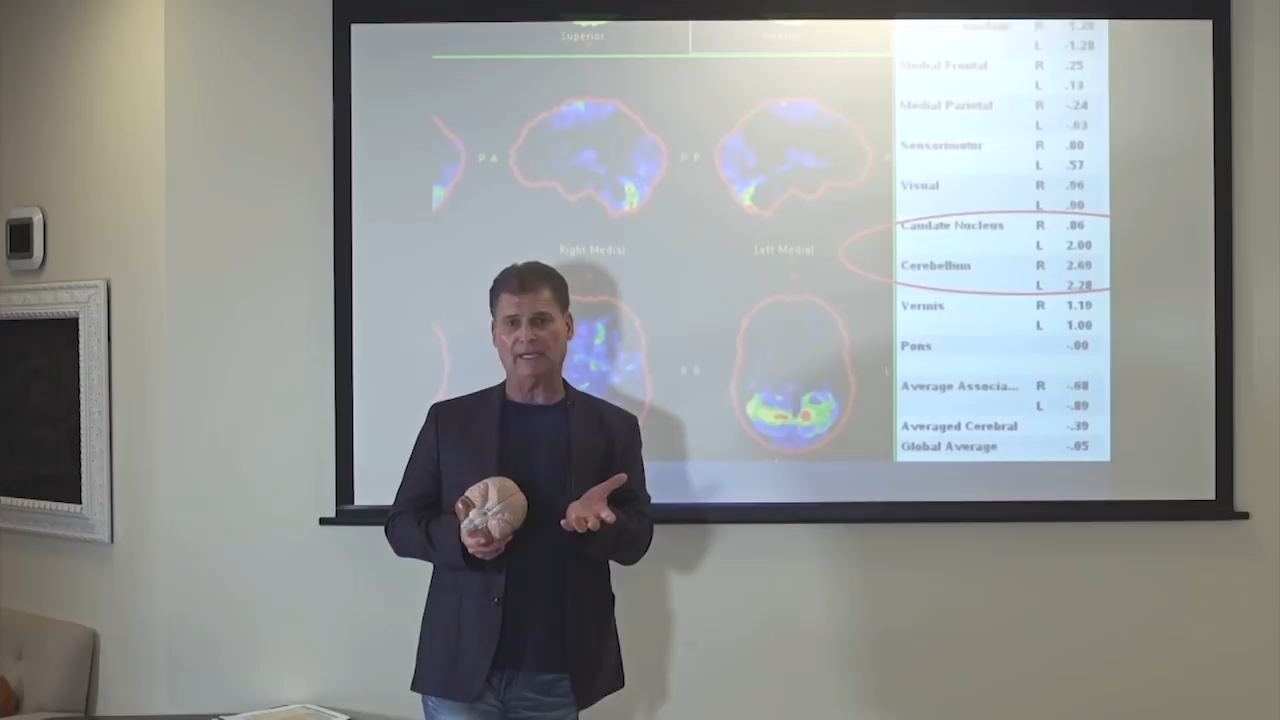 Superior
R -1.28
L -1.28
Medial Frontal R .25
L .13
Medial Parietal R -.24
L -.63
Sensorimotor R .80
L .57
Visual R .96
L .90
Caudate Nucleus R .86
L 2.00
Cerebellum R 2.69
L 2.28
Vermis R 1.19
L 1.00
Pons -.00
Average Associa... R -.68
L -.89
Averaged Cerebral -.39
Global Average -.05
P A
P P
Right Medial
Left Medial